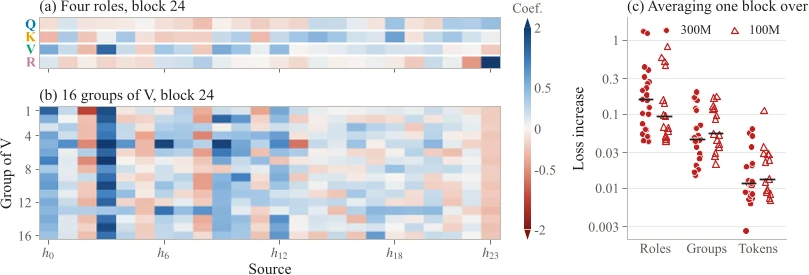 (a) Four roles, block 24
Q
K
V
R
(b) 16 groups of V, block 24
Group of V
1
4
8
12
16
h0
h6
h12
h18
h23
Source
Coef.
2
0.5
0
-0.5
-2
(c) Averaging one block over
300M
100M
Loss increase
1
0.3
0.1
0.03
0.01
0.003
Roles
Groups
Tokens